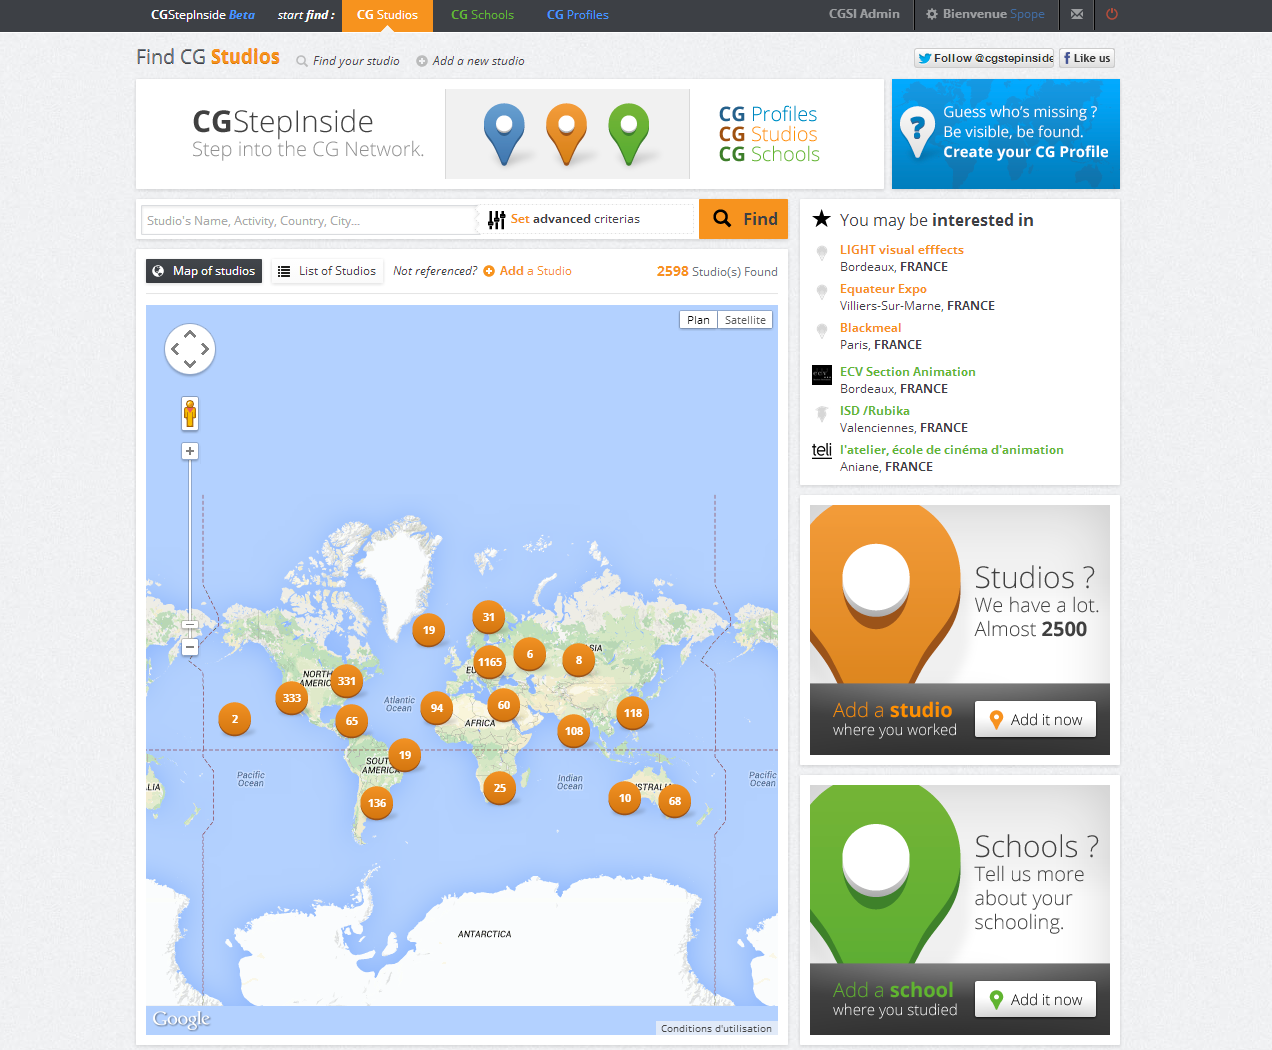 CGStepInside Beta
start find :
CG Studios
CG Schools
CG Profiles
CGSI Admin
Bienvenue Spope
Find CG Studios
Find your studio
Add a new studio
Follow @cgstepinside
Like us
CGStepInside
Step into the CG Network.
CG Profiles
CG Studios
CG Schools
?
Guess who's missing ?
Be visible, be found.
Create your CG Profile
Studio's Name, Activity, Country, City...
Set advanced criterias
Find
Map of studios
List of Studios
Not referenced?
Add a Studio
2598 Studio(s) Found
Plan
Satellite
31
19
6
8
1165
331
333
94
60
118
2
65
108
19
25
10
68
136
NORTH
AMERICA
Atlantic
Ocean
AFRICA
SOUTH
AMERICA
Pacific
Ocean
Indian
Ocean
Pacific
Ocean
ANTARCTICA
Google
Conditions d'utilisation
You may be interested in
LIGHT visual efffects
Bordeaux, FRANCE
Equateur Expo
Villiers-Sur-Marne, FRANCE
Blackmeal
Paris, FRANCE
ECV Section Animation
Bordeaux, FRANCE
ISD /Rubika
Valenciennes, FRANCE
teli
l'atelier, école de cinéma d'animation
Aniane, FRANCE
Studios ?
We have a lot.
Almost 2500
Add a studio
where you worked
Add it now
Schools ?
Tell us more
about your
schooling.
Add a school
where you studied
Add it now